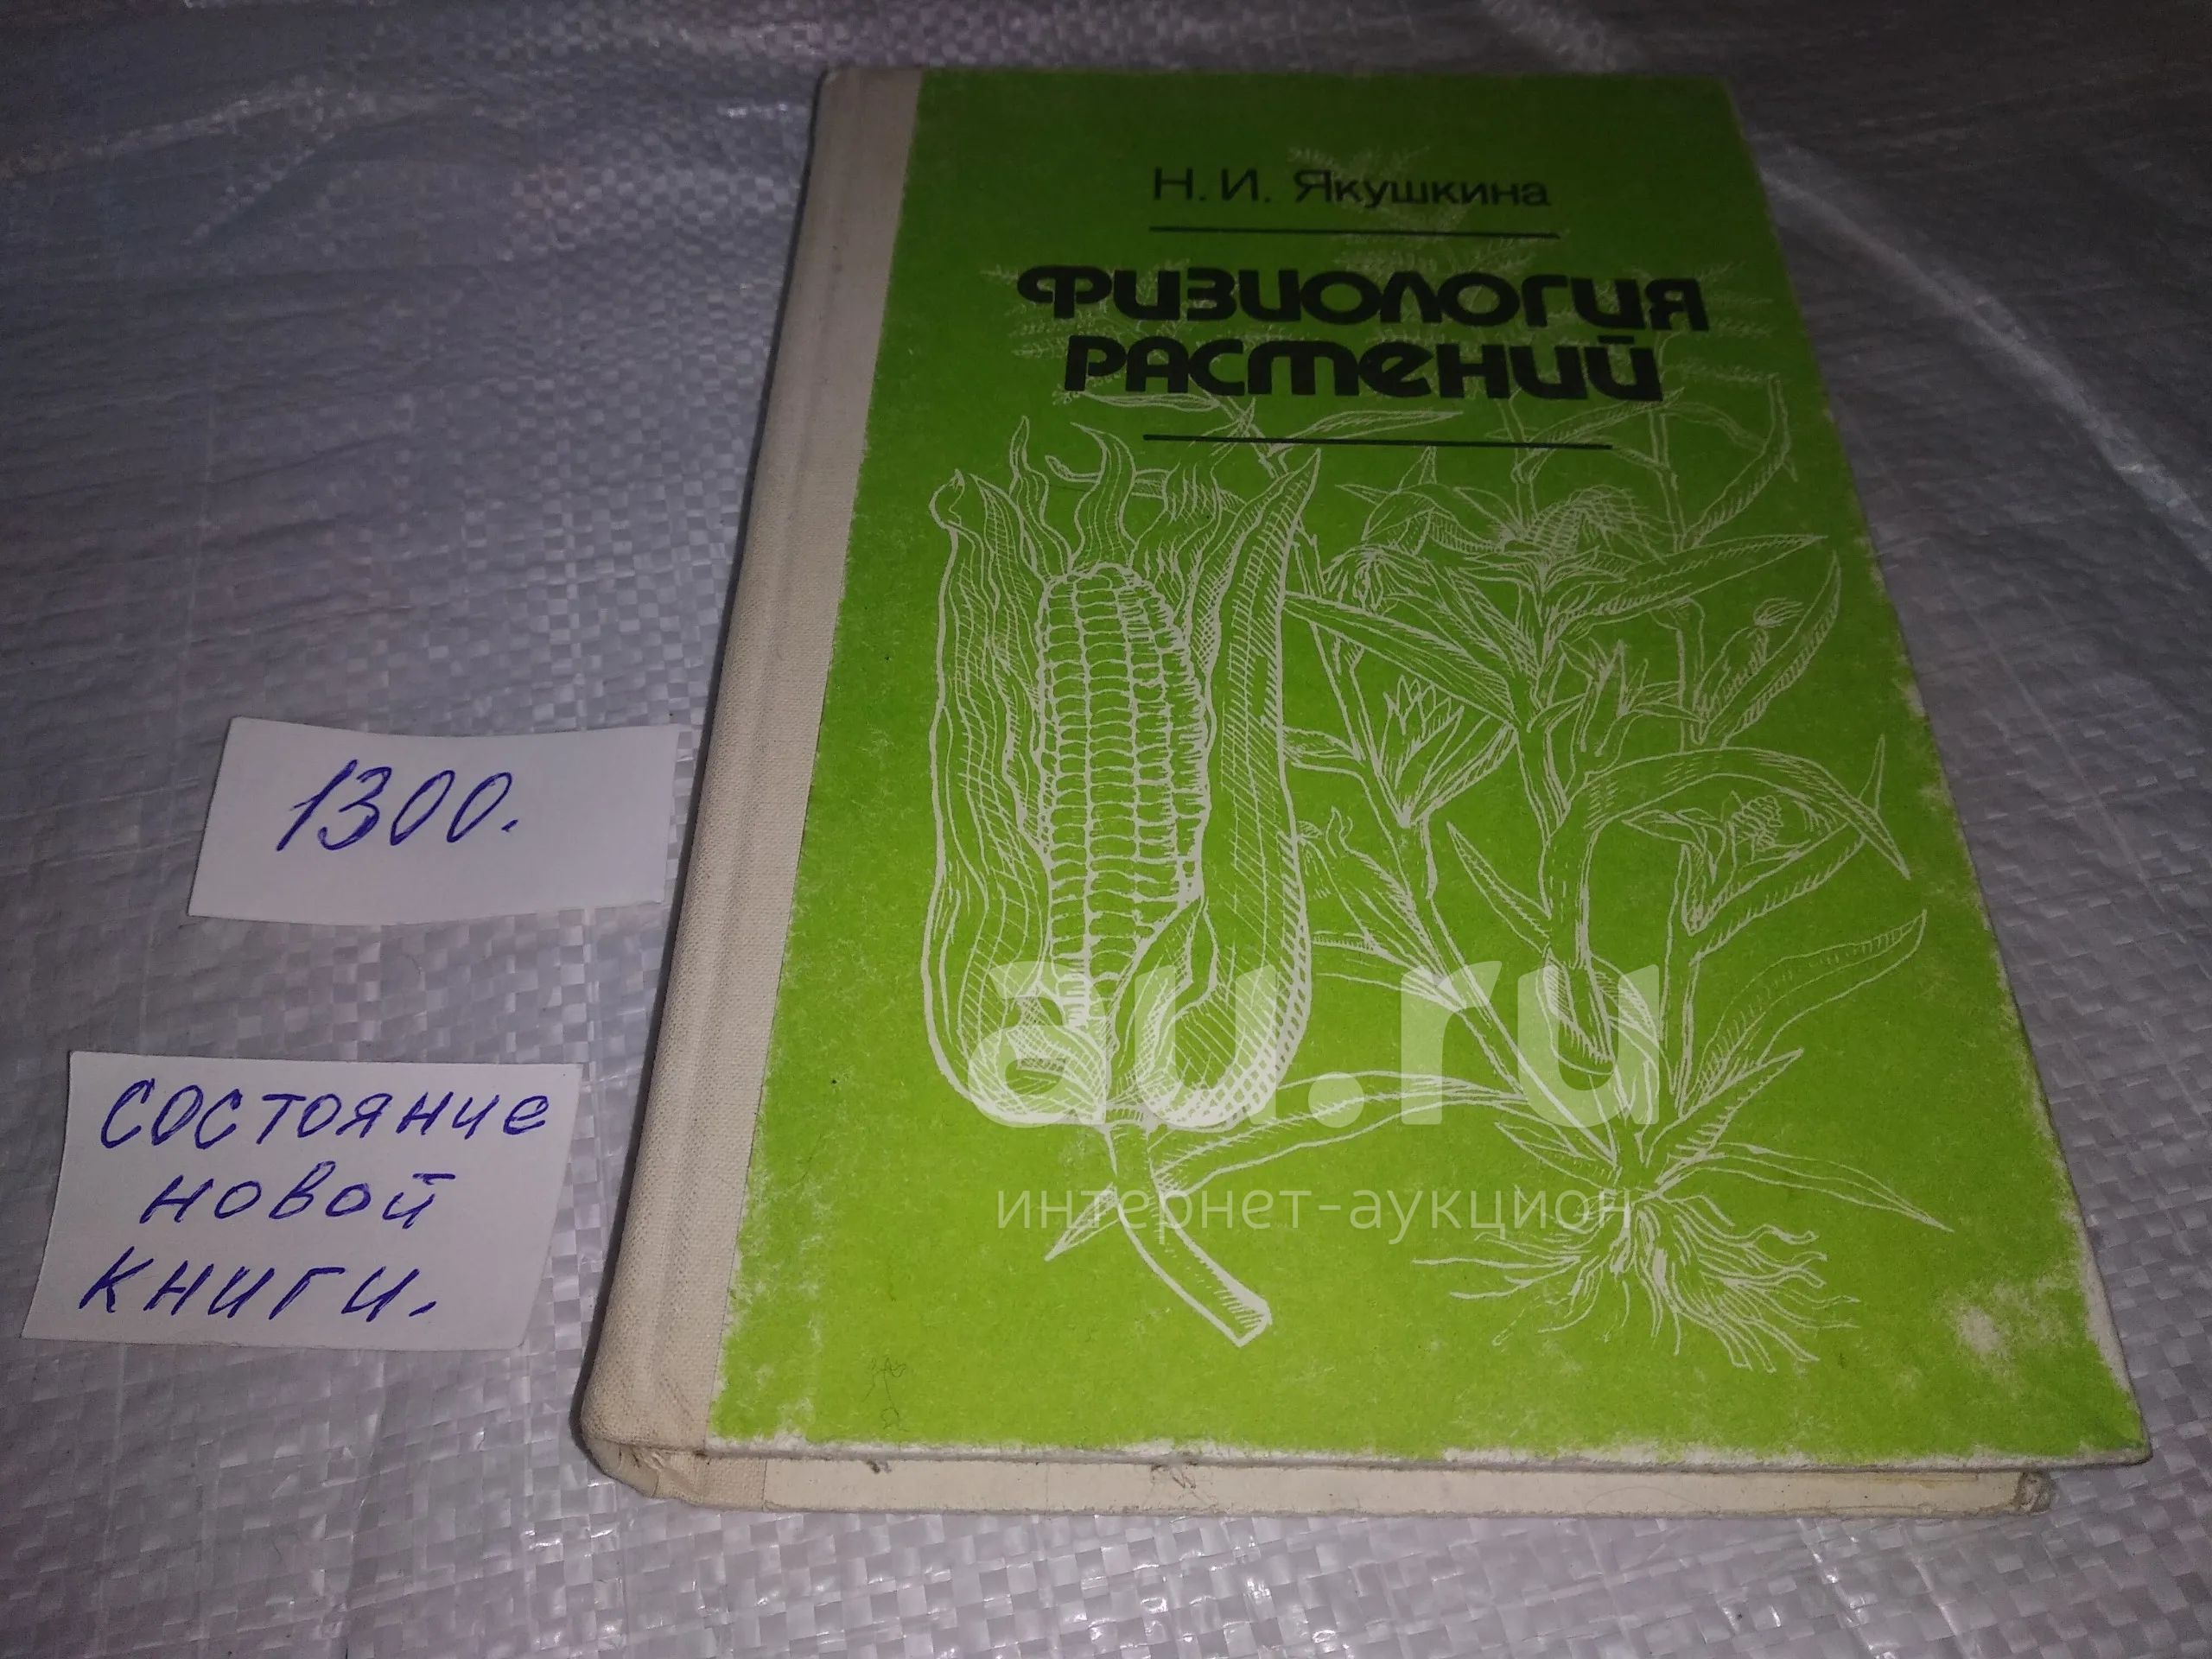 Н. И. Якушкина
Физиология
растений
1300.
состояние
новой
книги.
au.ru
интернет-аукцион